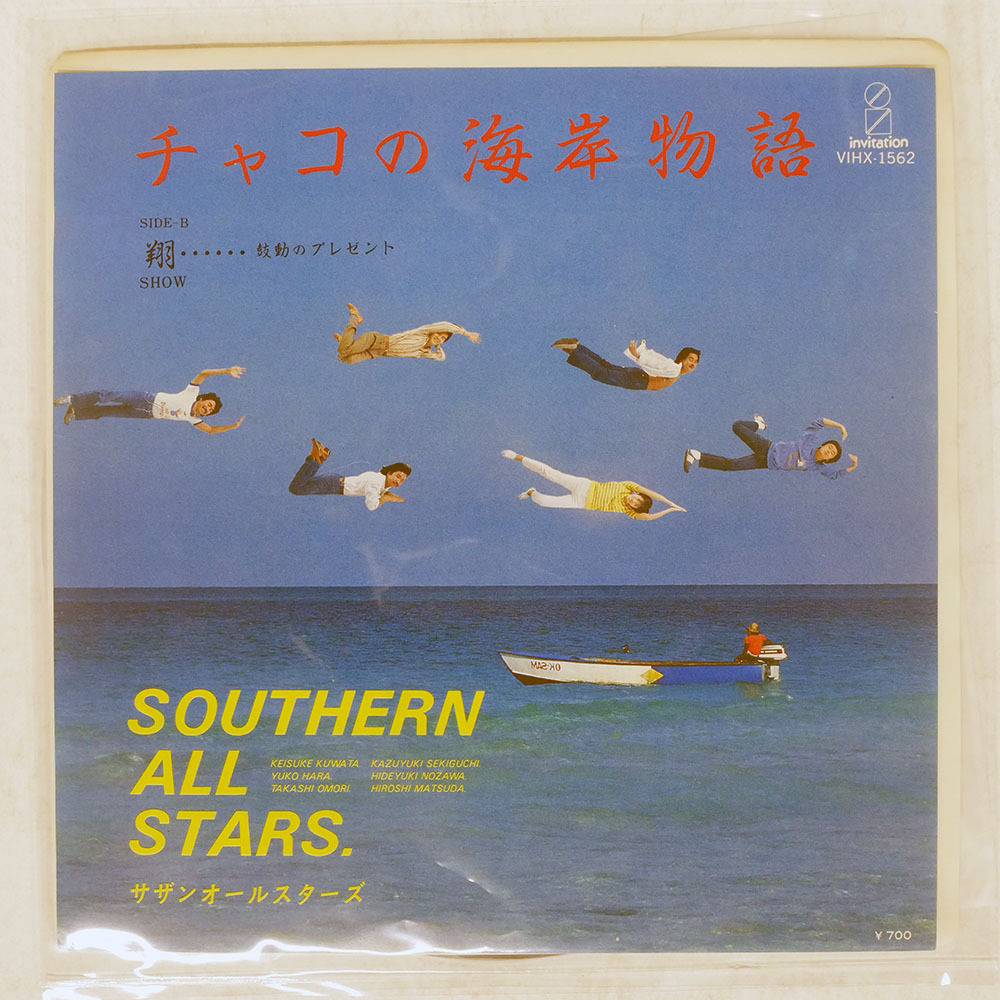 チャコの海岸物語
invitation
VIHX-1562
SIDE-B
翔・・・・・・鼓動のプレゼント
SHOW
OK-SAM
SOUTHERN
ALL
STARS.
KEISUKE KUWATA. KAZUYUKI SEKIGUCHI.
YUKO HARA. HIDEYUKI NOZAWA.
TAKASHI OMORI. HIROSHI MATSUDA.
サザンオールスターズ
¥700